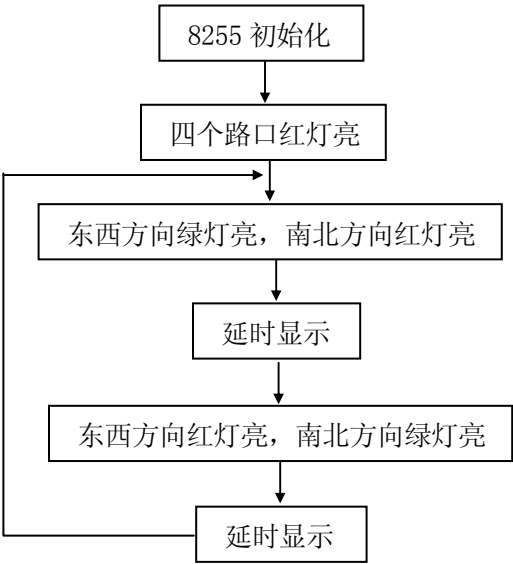 8255 初始化
四个路口红灯亮
东西方向绿灯亮，南北方向红灯亮
延时显示
东西方向红灯亮，南北方向绿灯亮
延时显示